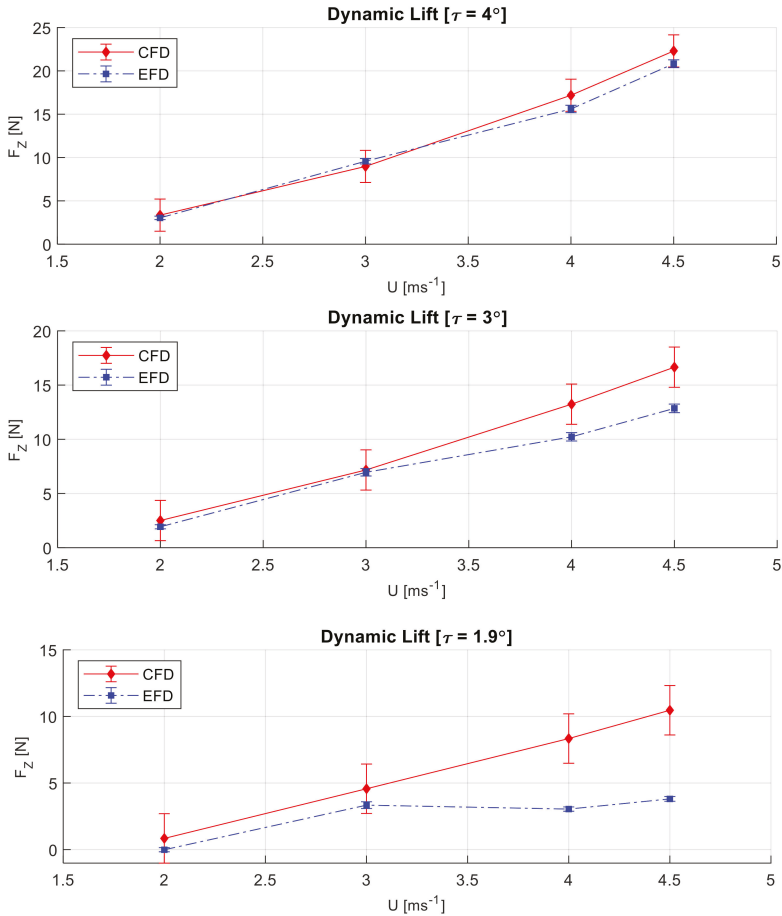 Dynamic Lift [τ = 4°]
25
20
15
10
5
0
F_Z [N]
CFD
EFD
1.5 2 2.5 3 3.5 4 4.5 5
U [ms⁻¹]
Dynamic Lift [τ = 3°]
20
15
10
5
0
F_Z [N]
CFD
EFD
1.5 2 2.5 3 3.5 4 4.5 5
U [ms⁻¹]
Dynamic Lift [τ = 1.9°]
15
10
5
0
F_Z [N]
CFD
EFD
1.5 2 2.5 3 3.5 4 4.5 5
U [ms⁻¹]